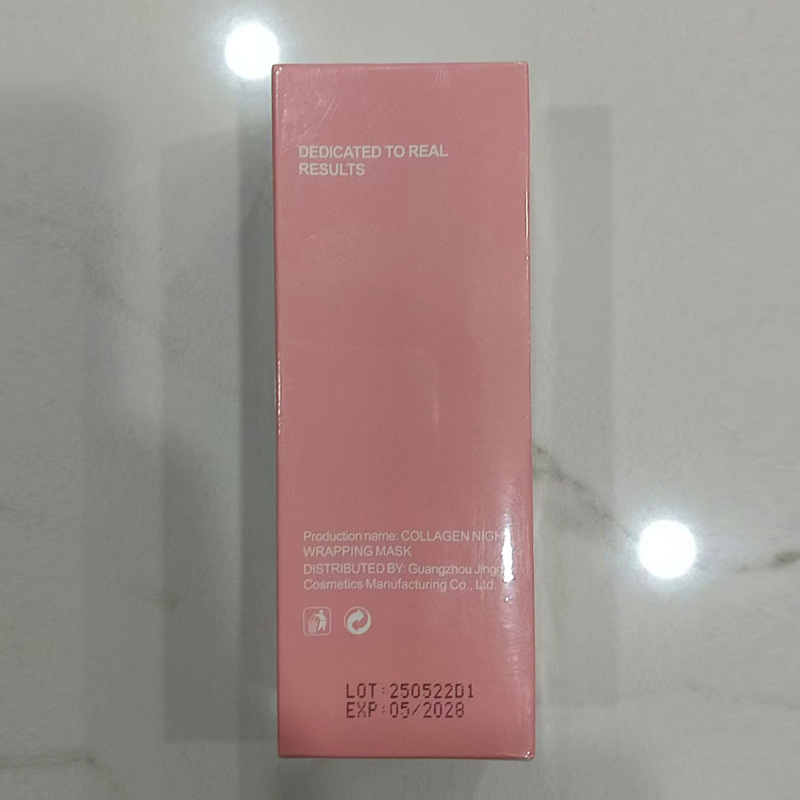 DEDICATED TO REAL
RESULTS
Production name: COLLAGEN
WRAPPING MASK
DISTRIBUTED BY: Guangzhou
Cosmetics Manufacturing Co., Ltd.
LOT:250522D1
EXP:05/2028